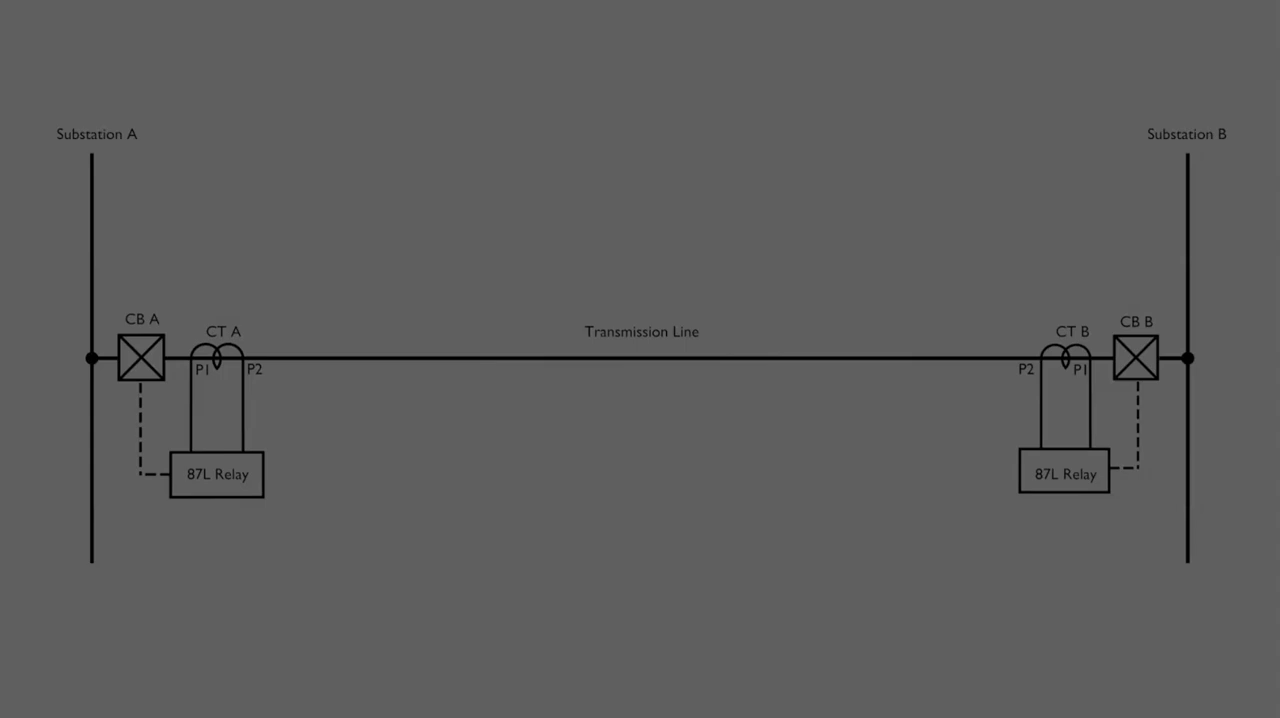 Substation A
Substation B
CB A
CT A
Transmission Line
CT B
CB B
P1
P2
P2
P1
87L Relay
87L Relay